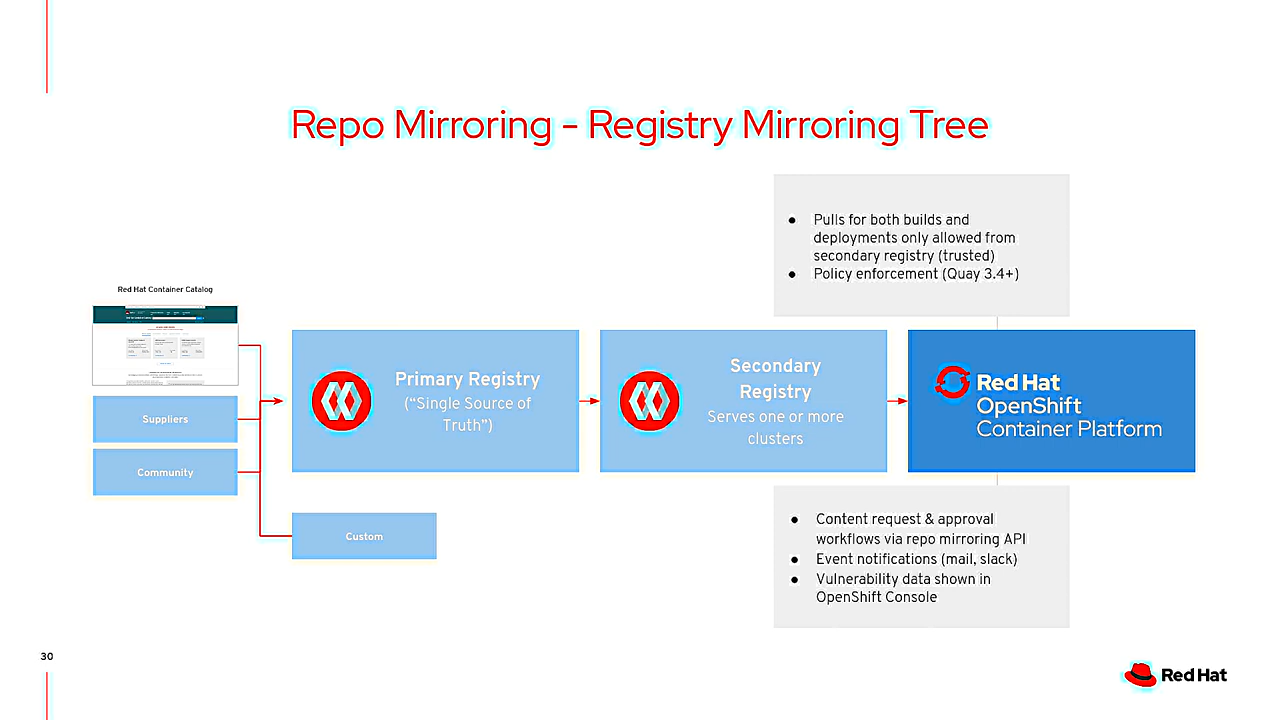 Repo Mirroring - Registry Mirroring Tree
● Pulls for both builds and
deployments only allowed from
secondary registry (trusted)
● Policy enforcement (Quay 3.4+)
Red Hat Container Catalog
Suppliers
Community
Custom
Primary Registry
(“Single Source of
Truth”)
Secondary
Registry
Serves one or more
clusters
Red Hat
OpenShift
Container Platform
● Content request & approval
workflows via repo mirroring API
● Event notifications (mail, slack)
● Vulnerability data shown in
OpenShift Console
30
Red Hat